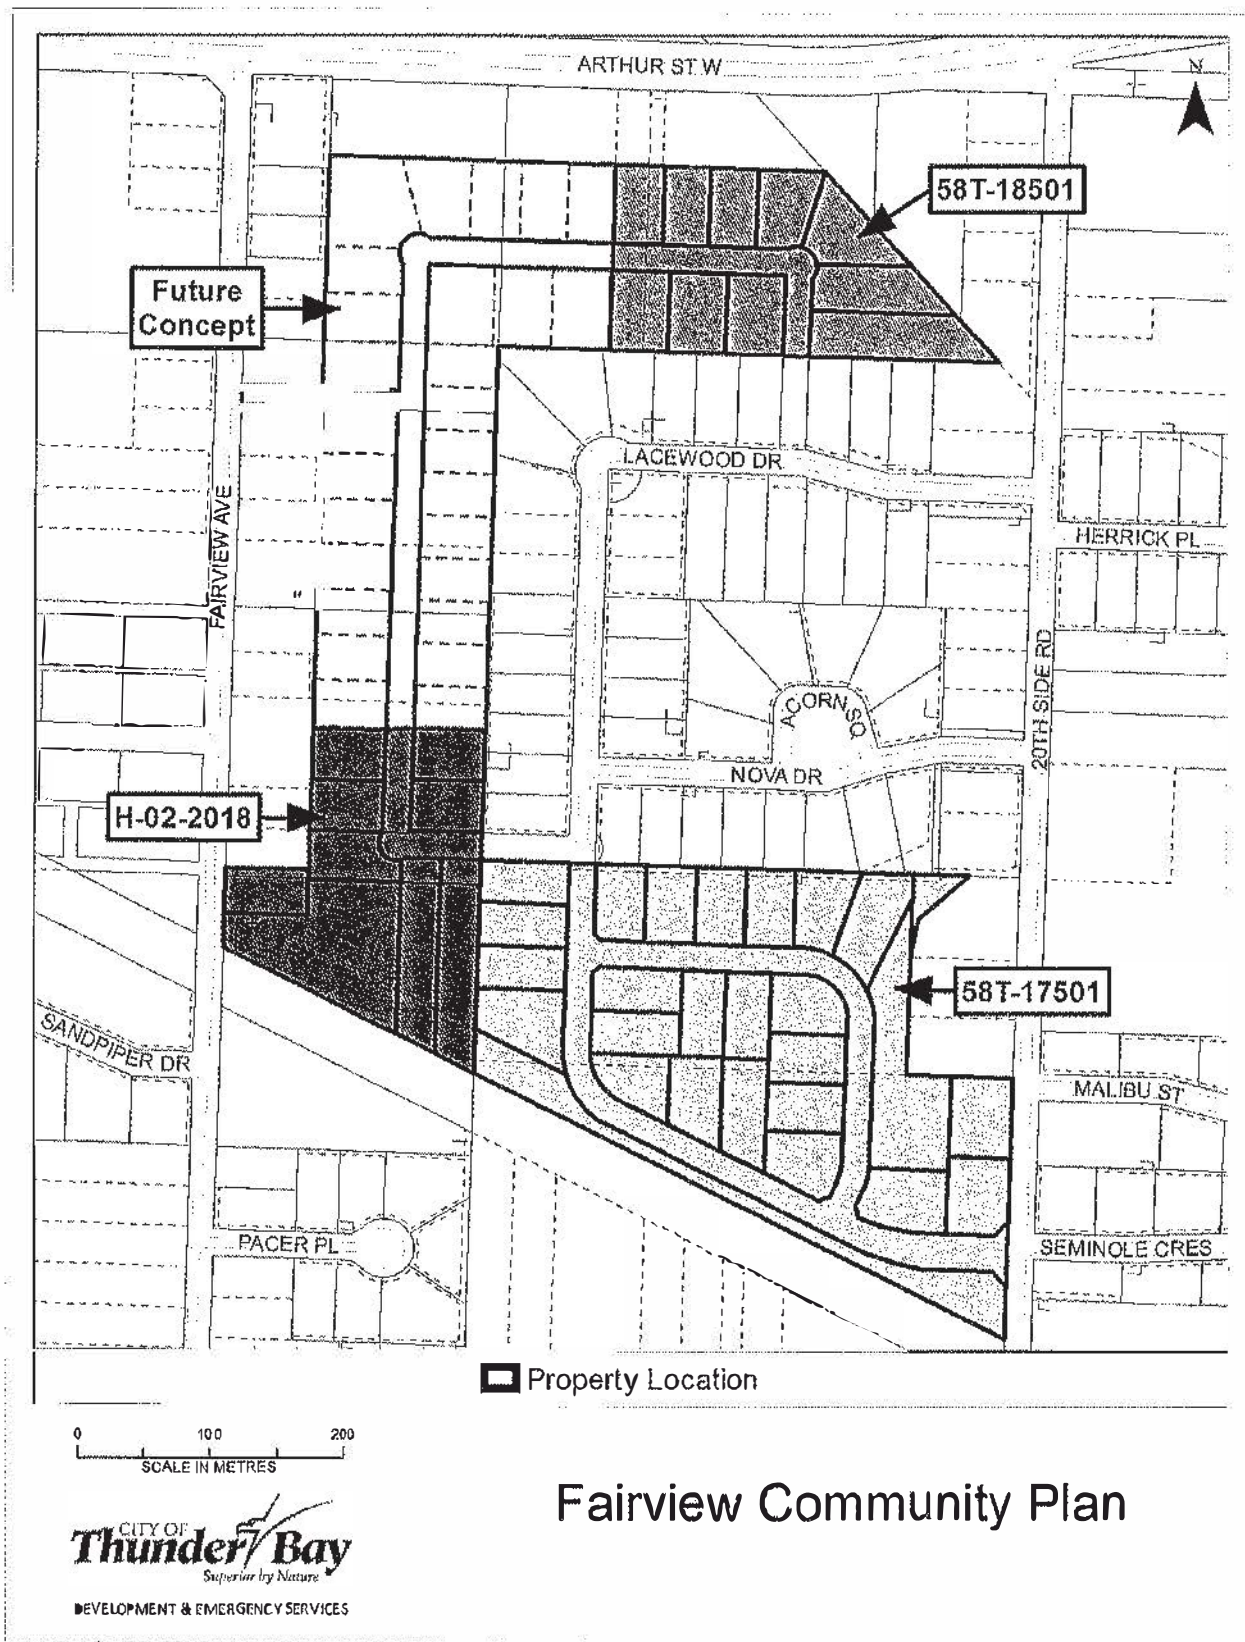 ARTHUR ST W
N
58T-18501
Future
Concept
LACEWOOD DR
FAIRVIEW AVE
HERRICK PL
20TH SIDE RD
ACORN SQ
NOVA DR
H-02-2018
58T-17501
SANDPIPER DR
MALIBU ST
PACER PL
SEMINOLE CRES
Property Location
0 100 200
SCALE IN METRES
Fairview Community Plan
CITY OF
Thunder Bay
Superior by Nature
DEVELOPMENT & EMERGENCY SERVICES